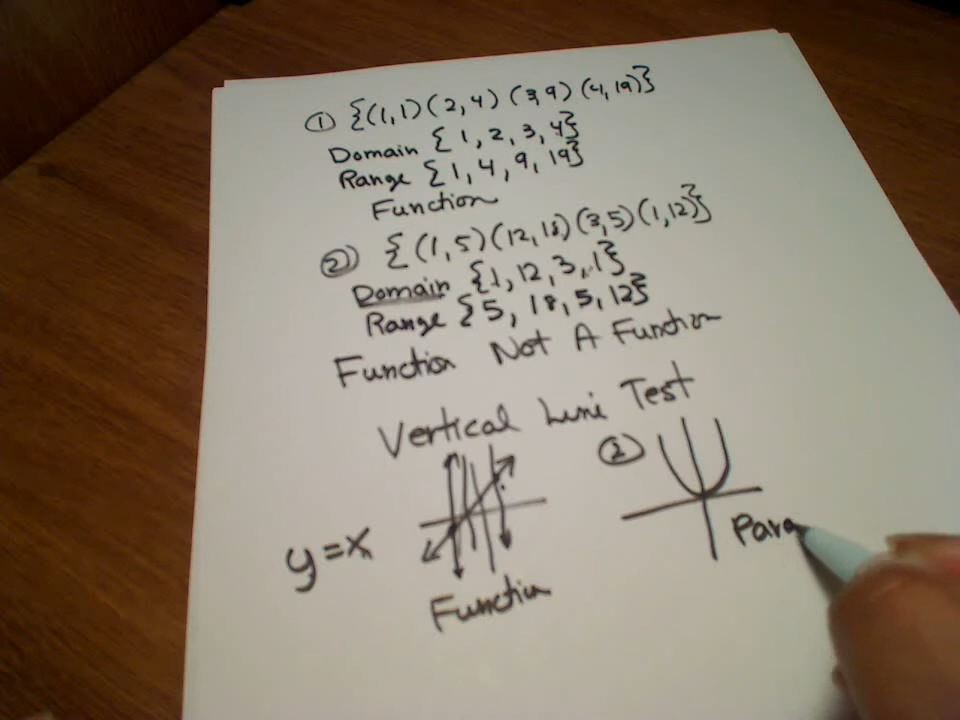 ① {(1,1)(2,4)(3,9)(4,19)}
Domain {1,2,3,4}
Range {1,4,9,19}
Function
② {(1,5)(12,18)(3,5)(1,12)}
Domain {1,12,3,1}
Range {5,18,5,12}
Function Not A Function
Vertical Line Test
②
y=x
Para
Function